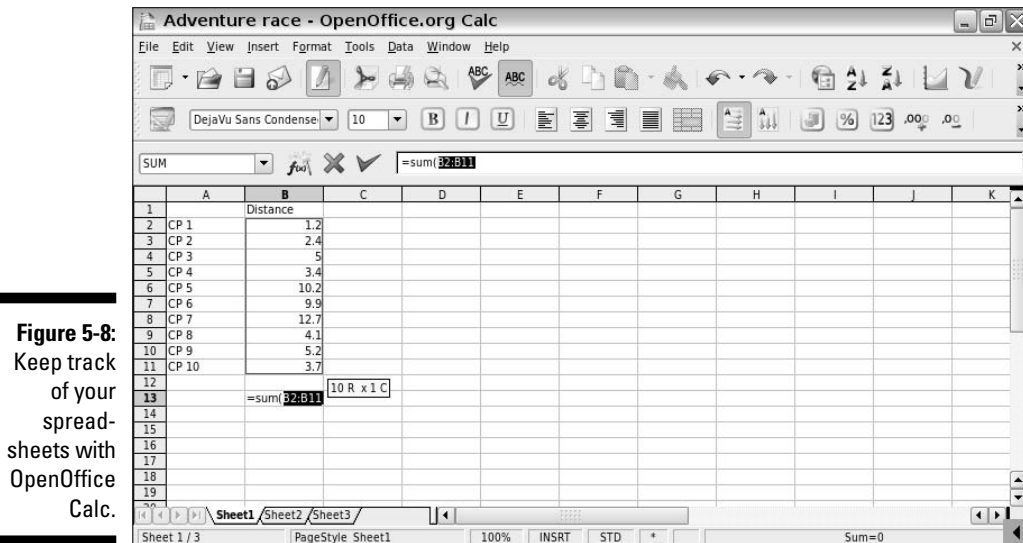 Adventure race - OpenOffice.org Calc
File Edit View Insert Format Tools Data Window Help
ABC ABC
DejaVu Sans Condense 10 B I U % 123 .000 .00
SUM f(x) =sum(B2:B11
A B C D E F G H I J K
1 Distance
2 CP 1 1.2
3 CP 2 2.4
4 CP 3 5
5 CP 4 3.4
6 CP 5 10.2
7 CP 6 9.9
8 CP 7 12.7
9 CP 8 4.1
10 CP 9 5.2
11 CP 10 3.7
12 10 R x 1 C
13 =sum(B2:B11
14
15
16
17
18
19
Sheet1 Sheet2 Sheet3
Sheet 1 / 3 PageStyle_Sheet1 100% INSRT STD * Sum=0
Figure 5-8:
Keep track
of your
spread-
sheets with
OpenOffice
Calc.